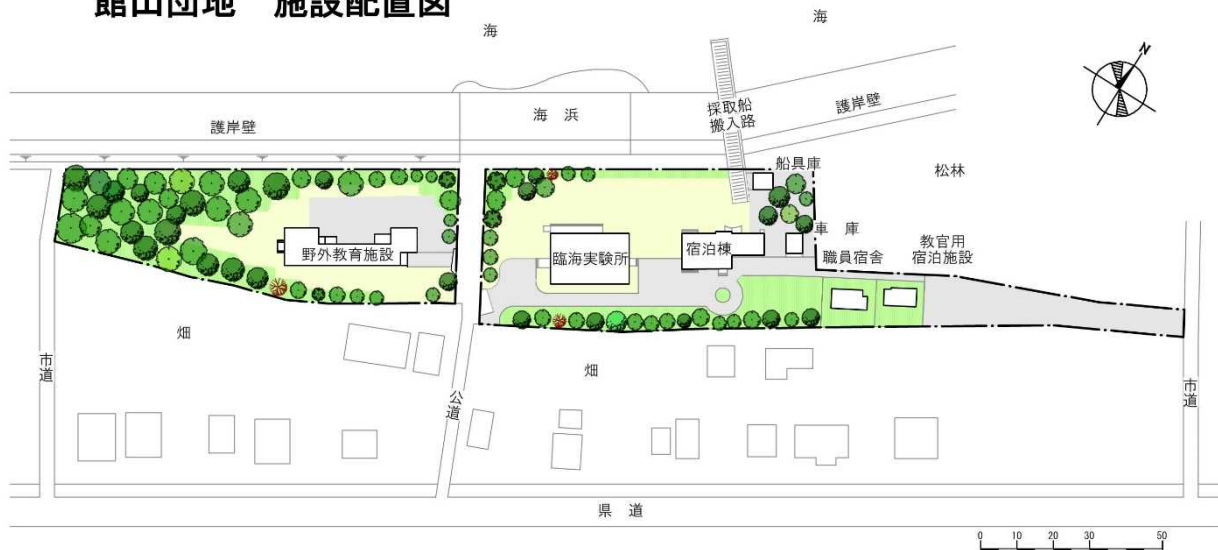 館山団地 施設配置図
海
海
N
採取船
搬入路
護岸壁
海 浜
護岸壁
船具庫
松林
野外教育施設
臨海実験所
宿泊棟
車 庫
職員宿舎
教官用
宿泊施設
畑
畑
市道
公道
市道
県 道
0 10 20 30 50